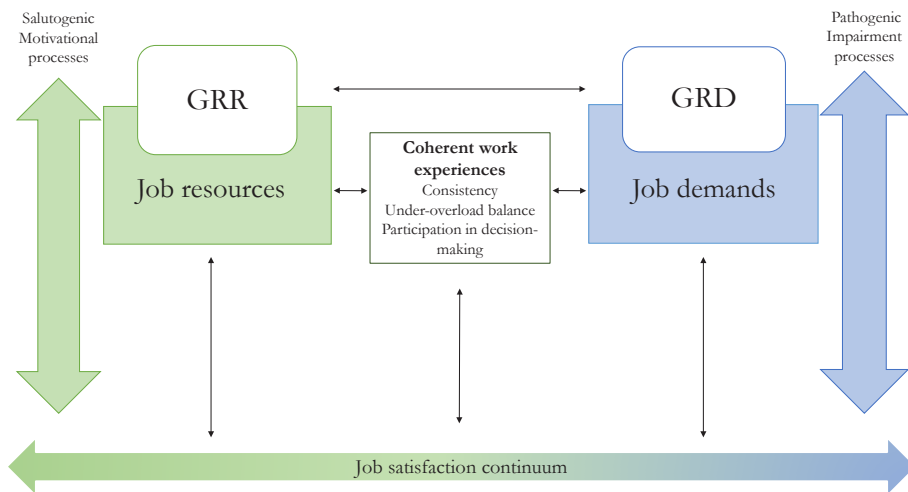 Salutogenic
Motivational
processes
Pathogenic
Impairment
processes
GRR
GRD
Coherent work
experiences
Consistency
Under-overload balance
Participation in decision-
making
Job resources
Job demands
Job satisfaction continuum